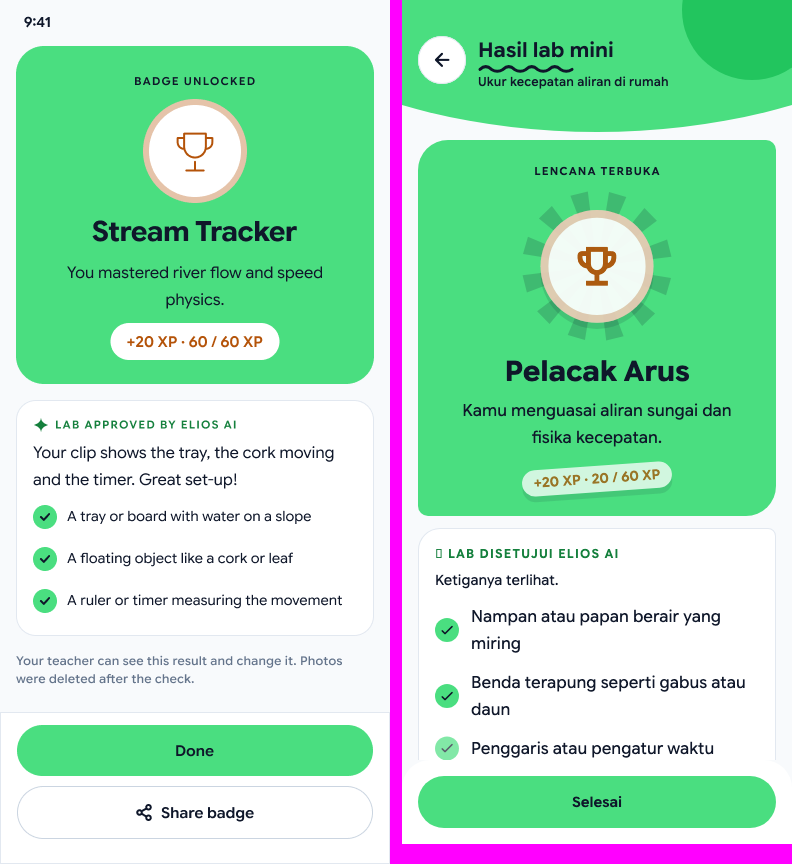 9:41
BADGE UNLOCKED
Stream Tracker
You mastered river flow and speed
physics.
+20 XP · 60 / 60 XP
LAB APPROVED BY ELIOS AI
Your clip shows the tray, the cork moving
and the timer. Great set-up!
A tray or board with water on a slope
A floating object like a cork or leaf
A ruler or timer measuring the movement
Your teacher can see this result and change it. Photos
were deleted after the check.
Done
Share badge
Hasil lab mini
Ukur kecepatan aliran di rumah
LENCANA TERBUKA
Pelacak Arus
Kamu menguasai aliran sungai dan
fisika kecepatan.
+20 XP · 20 / 60 XP
LAB DISETUJUI ELIOS AI
Ketiganya terlihat.
Nampan atau papan berair yang
miring
Benda terapung seperti gabus atau
daun
Penggaris atau pengatur waktu
Selesai